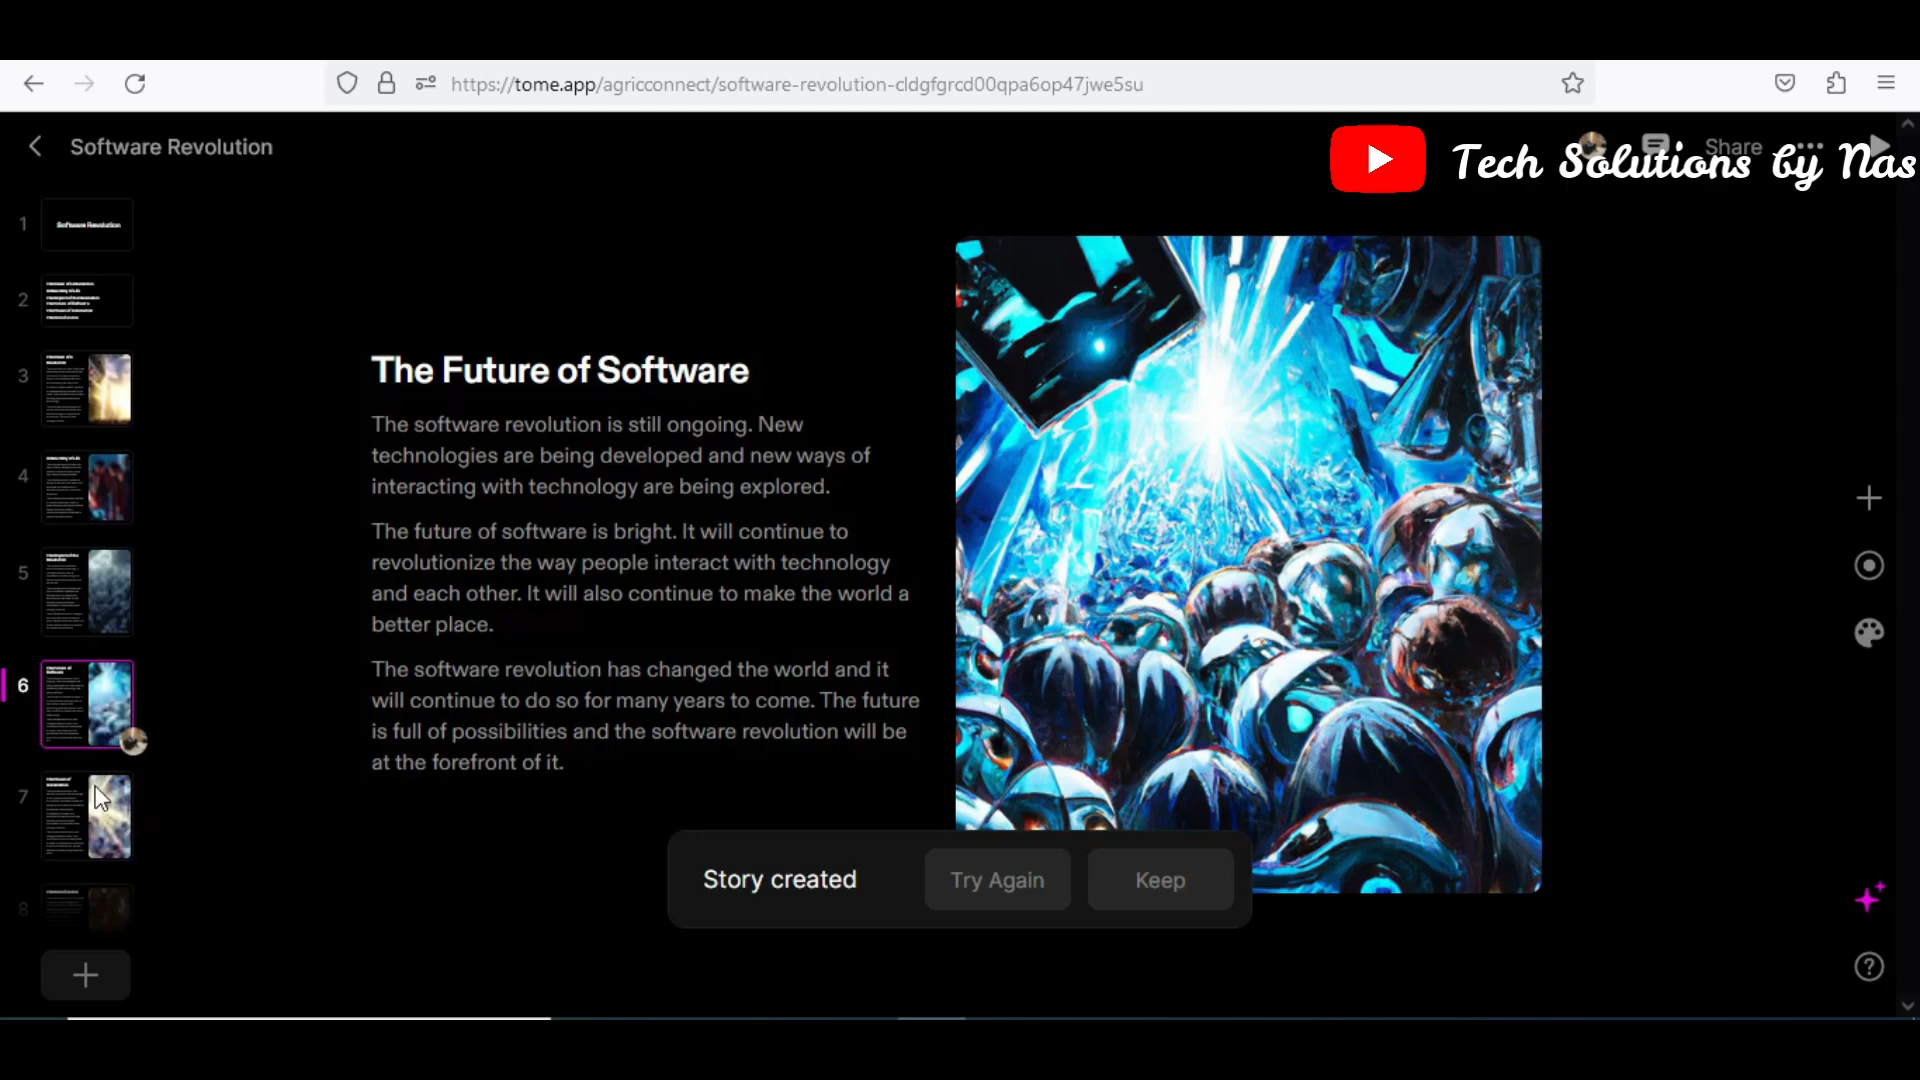 https://tome.app/agricconnect/software-revolution-cldgfgrcd00qpa6op47jwe5su
Software Revolution
Share
Tech Solutions by Nas
1
Software Revolution
2
3
4
5
6
7
8
The Future of Software
The software revolution is still ongoing. New
technologies are being developed and new ways of
interacting with technology are being explored.
The future of software is bright. It will continue to
revolutionize the way people interact with technology
and each other. It will also continue to make the world a
better place.
The software revolution has changed the world and it
will continue to do so for many years to come. The future
is full of possibilities and the software revolution will be
at the forefront of it.
Story created
Try Again
Keep